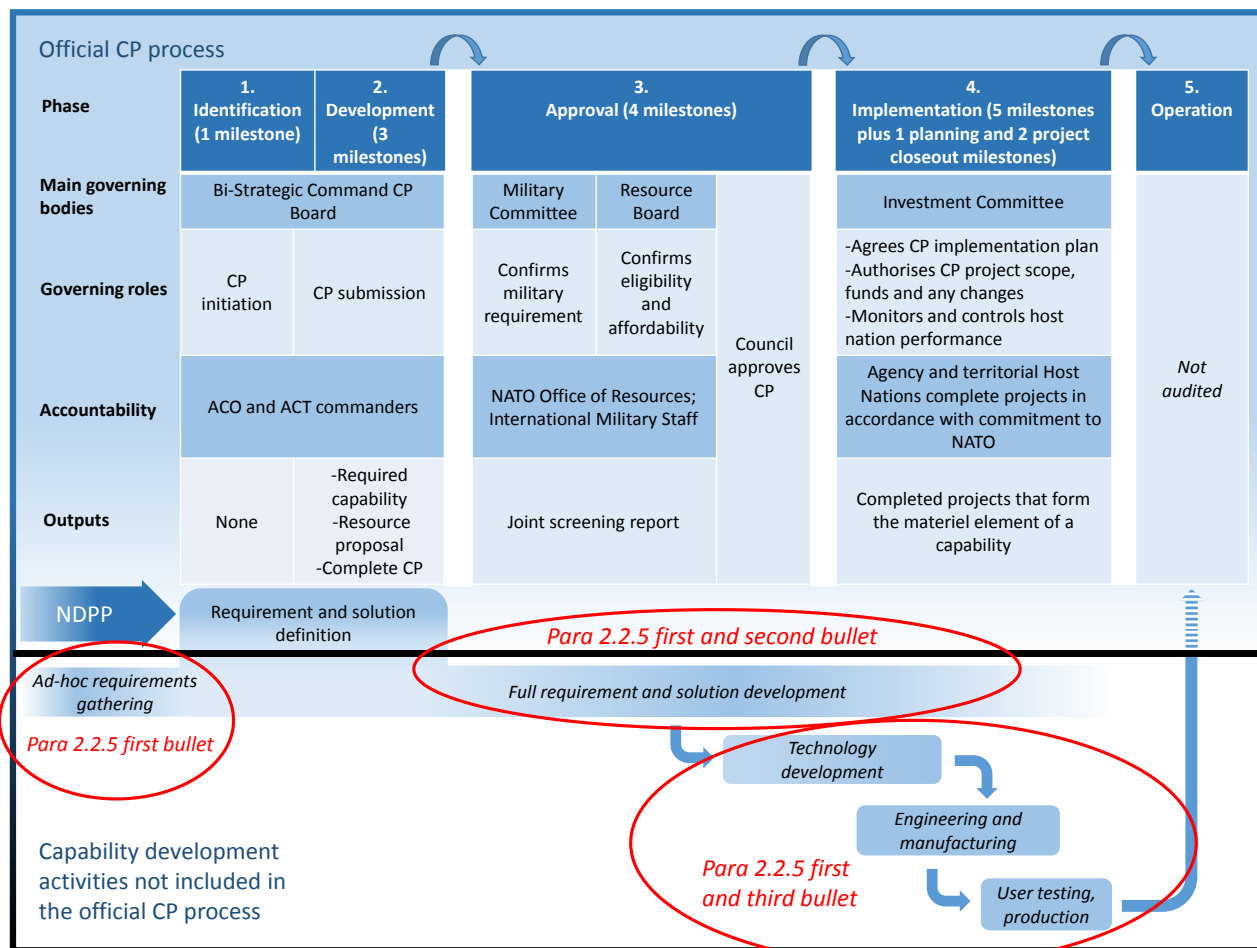 Official CP process
Phase
1.
Identification
(1 milestone)
2.
Development
(3
milestones)
3.
Approval (4 milestones)
4.
Implementation (5 milestones
plus 1 planning and 2 project
closeout milestones)
5.
Operation
Main governing
bodies
Bi-Strategic Command CP
Board
Military
Committee
Resource
Board
Investment Committee
Governing roles
CP
initiation
CP submission
Confirms
military
requirement
Confirms
eligibility
and
affordability
Council
approves
CP
-Agrees CP implementation plan
-Authorises CP project scope,
funds and any changes
-Monitors and controls host
nation performance
Not
audited
Accountability
ACO and ACT commanders
NATO Office of Resources;
International Military Staff
Agency and territorial Host
Nations complete projects in
accordance with commitment to
NATO
Outputs
None
-Required
capability
-Resource
proposal
-Complete CP
Joint screening report
Completed projects that form
the materiel element of a
capability
NDPP
Requirement and solution
definition
Para 2.2.5 first and second bullet
Ad-hoc requirements
gathering
Full requirement and solution development
Para 2.2.5 first bullet
Technology
development
Engineering and
manufacturing
Para 2.2.5 first
and third bullet
User testing,
production
Capability development
activities not included in
the official CP process